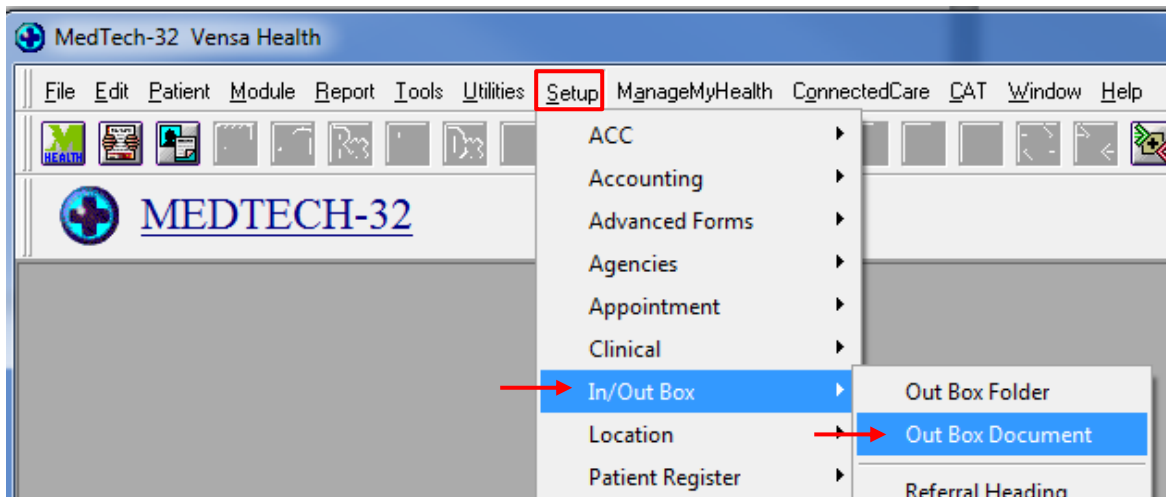 MedTech-32 Vensa Health
File Edit Patient Module Report Tools Utilities Setup ManageMyHealth ConnectedCare CAT Window Help
M HEALTH
MEDTECH-32
ACC
Accounting
Advanced Forms
Agencies
Appointment
Clinical
In/Out Box
Location
Patient Register
Out Box Folder
Out Box Document
Referral Heading